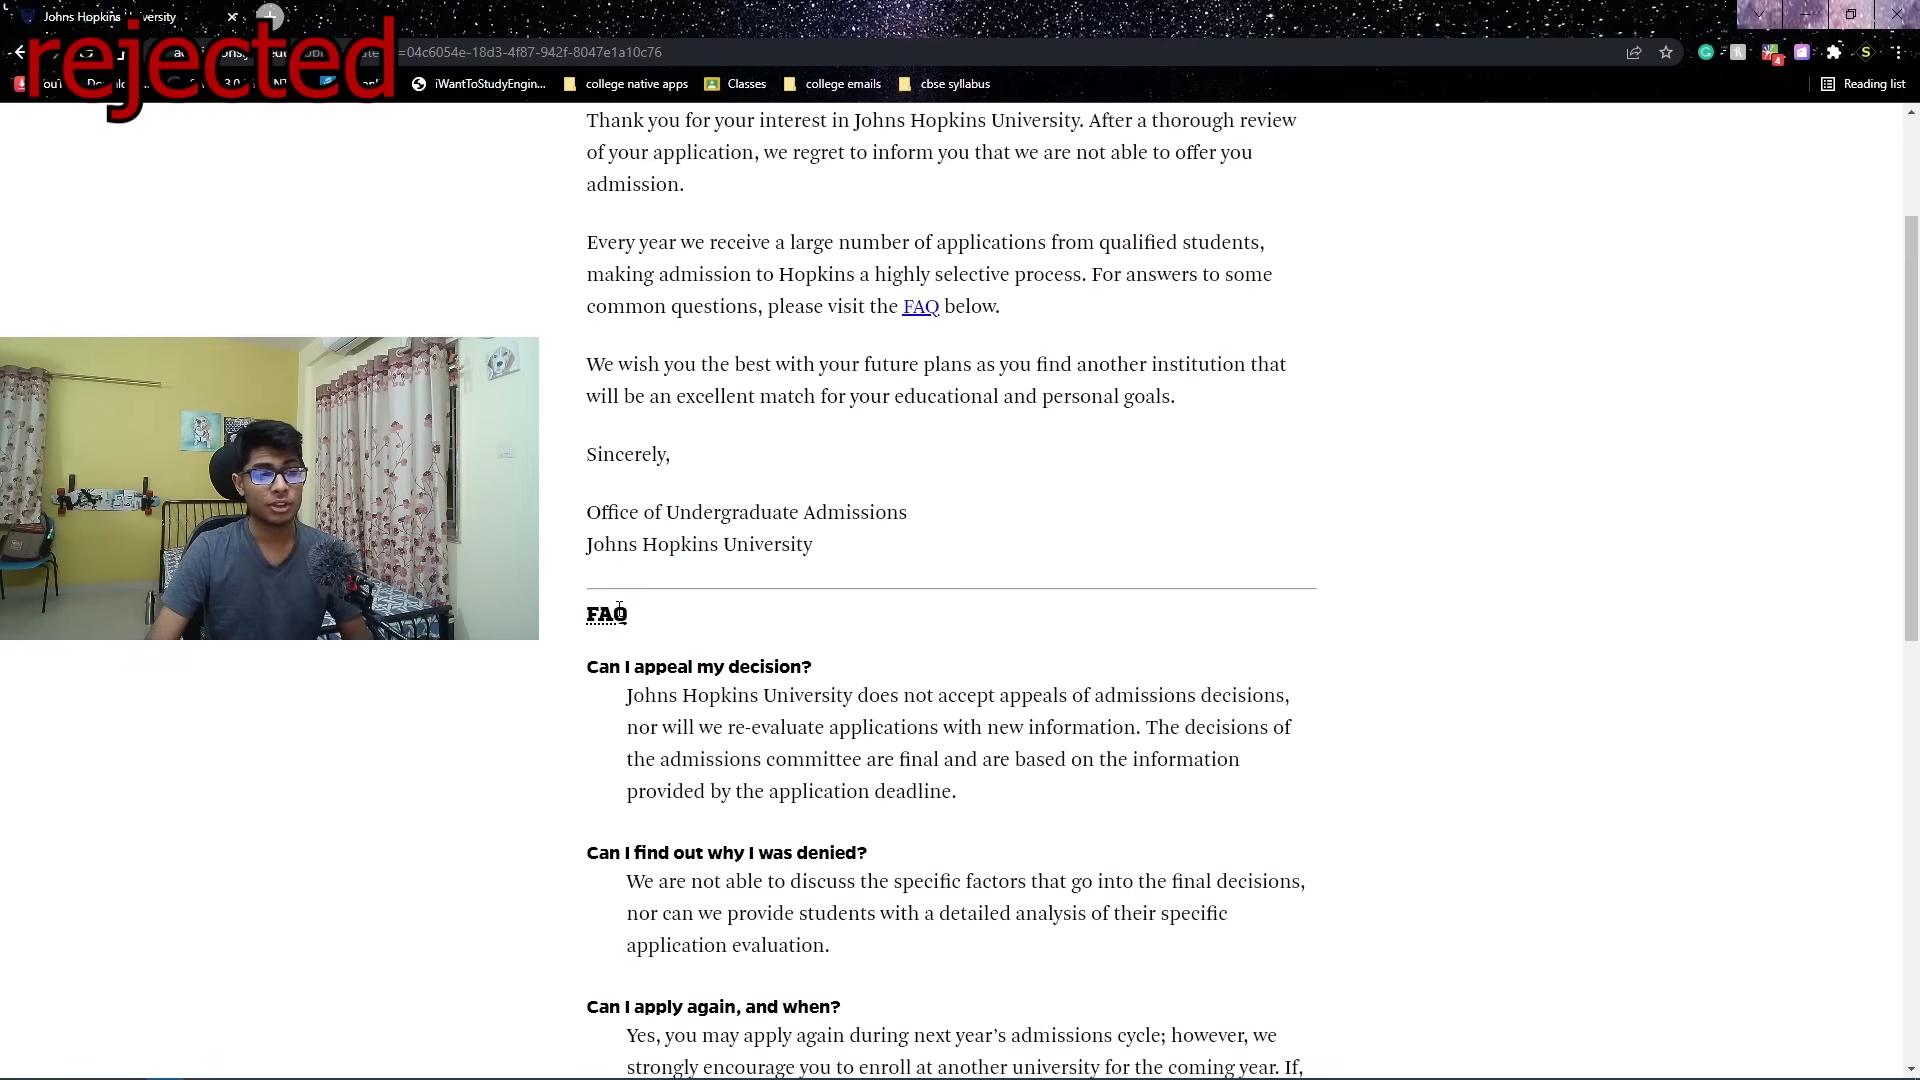 Johns Hopkins
rejected
=04c6054e-18d3-4f87-942f-8047e1a10c76
iWantToStudyEngin...
college native apps
Classes
college emails
cbse syllabus
Reading list
Thank you for your interest in Johns Hopkins University. After a thorough review
of your application, we regret to inform you that we are not able to offer you
admission.
Every year we receive a large number of applications from qualified students,
making admission to Hopkins a highly selective process. For answers to some
common questions, please visit the FAQ below.
We wish you the best with your future plans as you find another institution that
will be an excellent match for your educational and personal goals.
Sincerely,
Office of Undergraduate Admissions
Johns Hopkins University
FAQ
Can I appeal my decision?
Johns Hopkins University does not accept appeals of admissions decisions,
nor will we re-evaluate applications with new information. The decisions of
the admissions committee are final and are based on the information
provided by the application deadline.
Can I find out why I was denied?
We are not able to discuss the specific factors that go into the final decisions,
nor can we provide students with a detailed analysis of their specific
application evaluation.
Can I apply again, and when?
Yes, you may apply again during next year's admissions cycle; however, we
strongly encourage you to enroll at another university for the coming year. If,